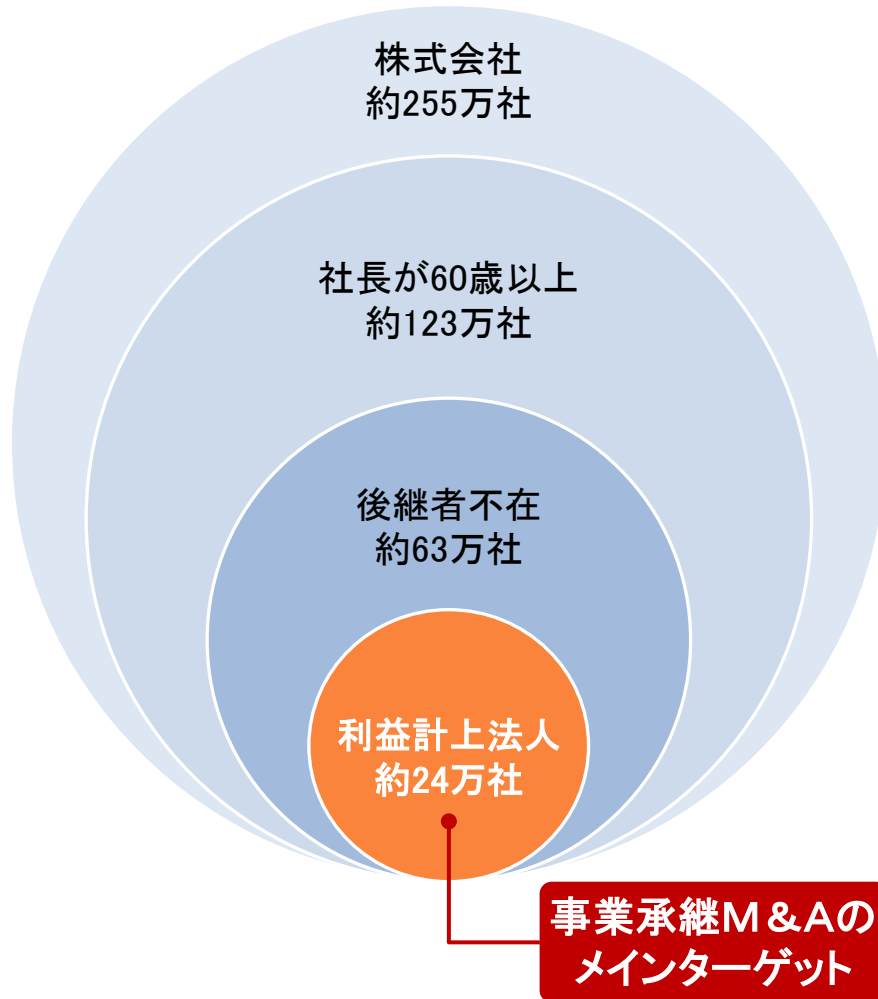 株式会社
約255万社
社長が60歳以上
約123万社
後継者不在
約63万社
利益計上法人
約24万社
事業承継Ｍ＆Ａの
メインターゲット